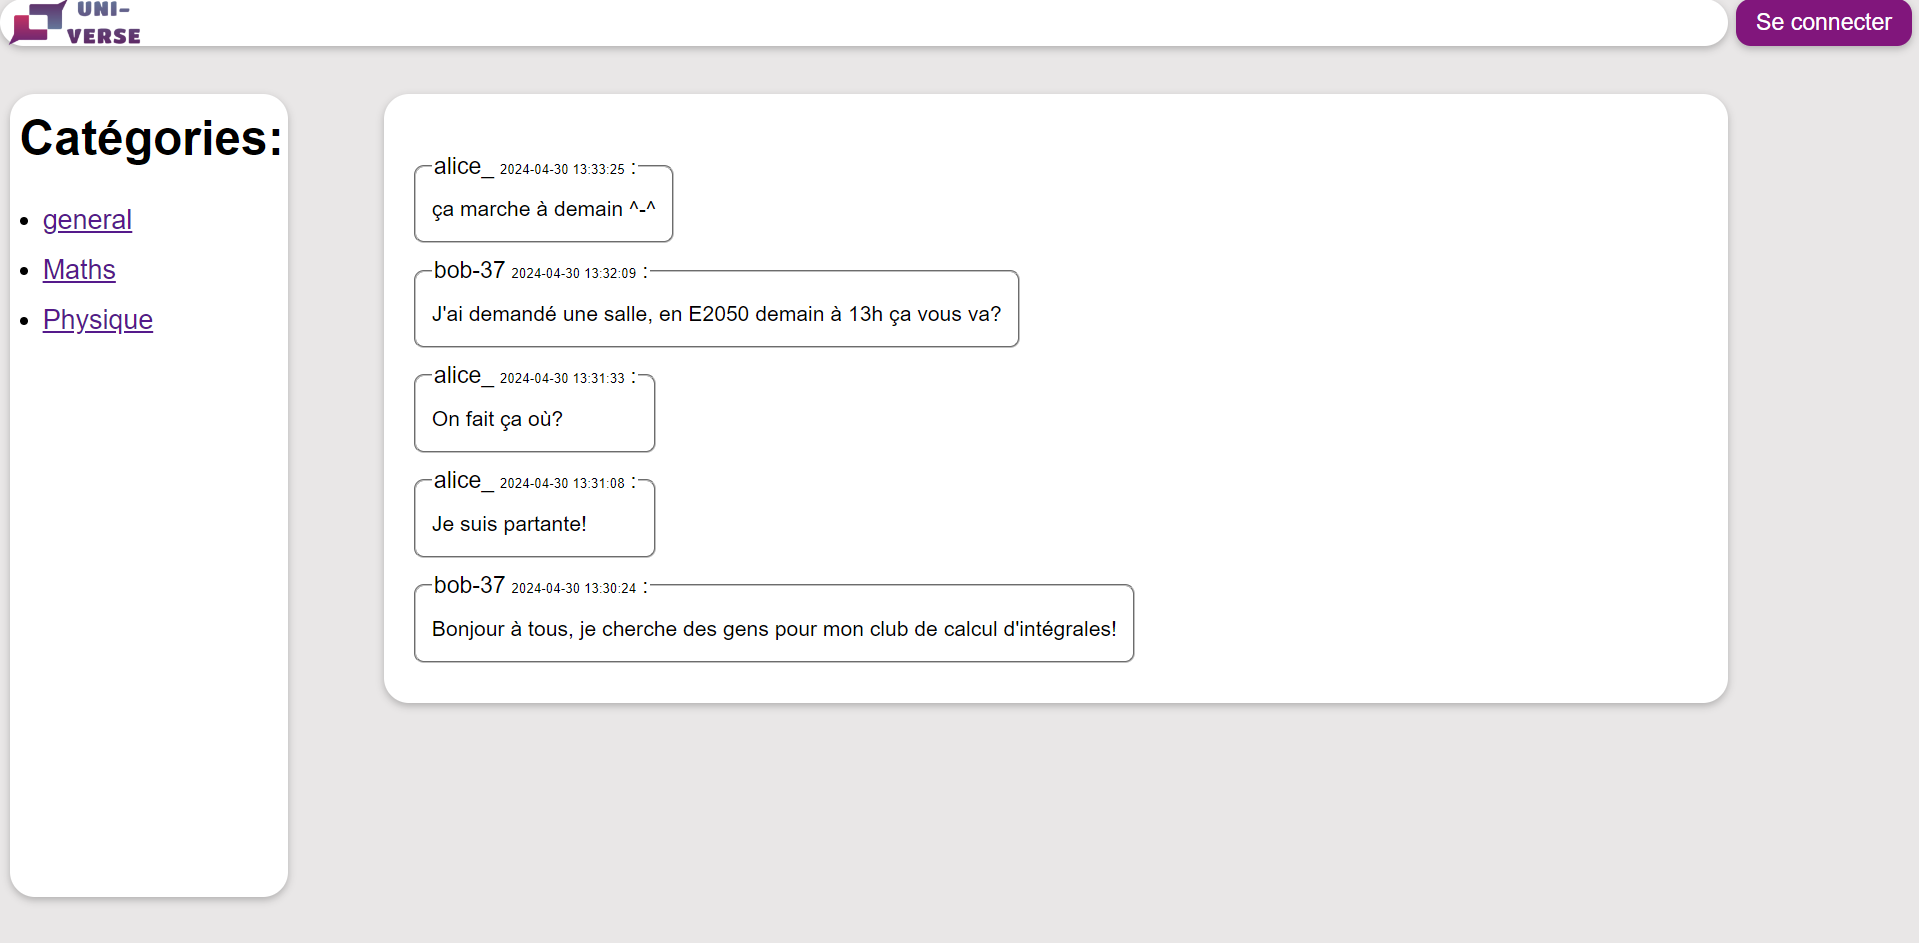 UNI-
VERSE
Se connecter
Catégories:
general
Maths
Physique
alice_ 2024-04-30 13:33:25 :
ça marche à demain ^-^
bob-37 2024-04-30 13:32:09 :
J'ai demandé une salle, en E2050 demain à 13h ça vous va?
alice_ 2024-04-30 13:31:33 :
On fait ça où?
alice_ 2024-04-30 13:31:08 :
Je suis partante!
bob-37 2024-04-30 13:30:24 :
Bonjour à tous, je cherche des gens pour mon club de calcul d'intégrales!